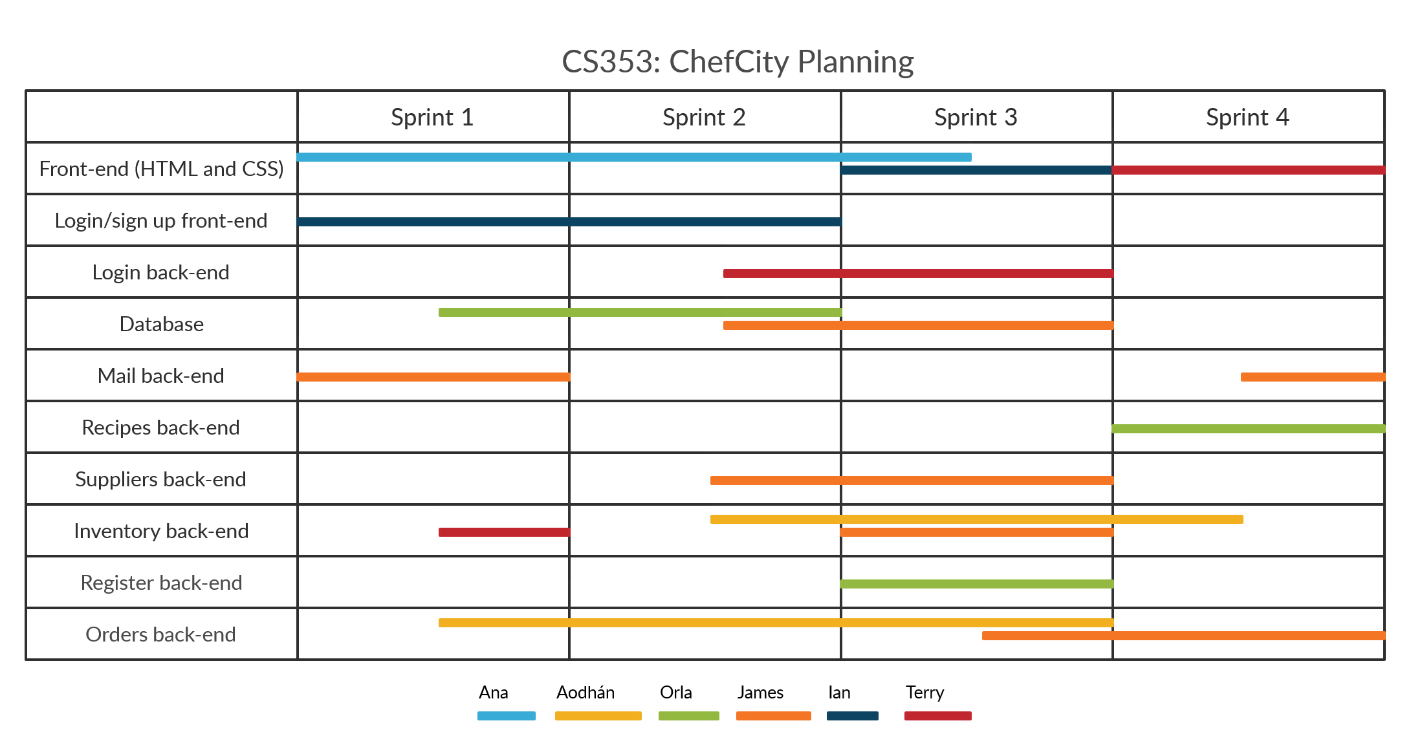 CS353: ChefCity Planning
Sprint 1 Sprint 2 Sprint 3 Sprint 4
Front-end (HTML and CSS)
Login/sign up front-end
Login back-end
Database
Mail back-end
Recipes back-end
Suppliers back-end
Inventory back-end
Register back-end
Orders back-end
Ana Aodhán Orla James Ian Terry